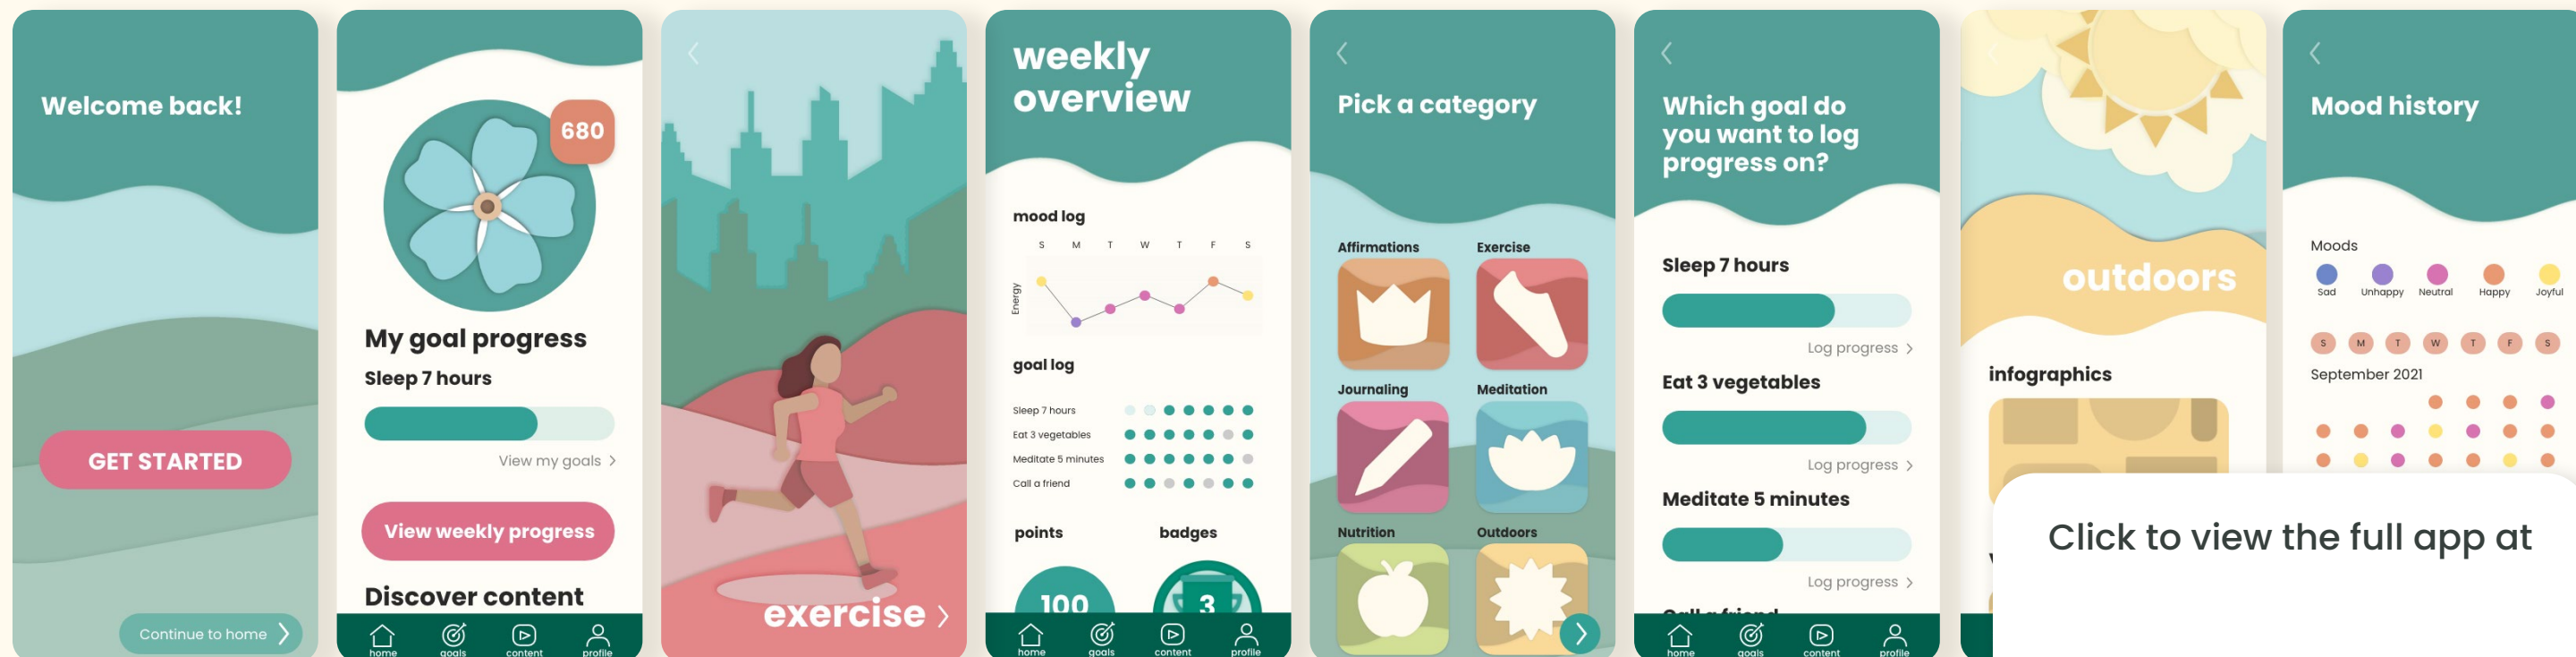 Welcome back!
GET STARTED
Continue to home
680
My goal progress
Sleep 7 hours
View my goals
View weekly progress
Discover content
home goals content profile
exercise
weekly
overview
mood log
S M T W T F S
Energy
goal log
Sleep 7 hours
Eat 3 vegetables
Meditate 5 minutes
Call a friend
points badges
100 3
home goals content profile
Pick a category
Affirmations Exercise
Journaling Meditation
Nutrition Outdoors
Which goal do
you want to log
progress on?
Sleep 7 hours
Log progress
Eat 3 vegetables
Log progress
Meditate 5 minutes
Log progress
Call a friend
home goals content profile
outdoors
infographics
Mood history
Moods
Sad Unhappy Neutral Happy Joyful
S M T W T F S
September 2021
Click to view the full app at